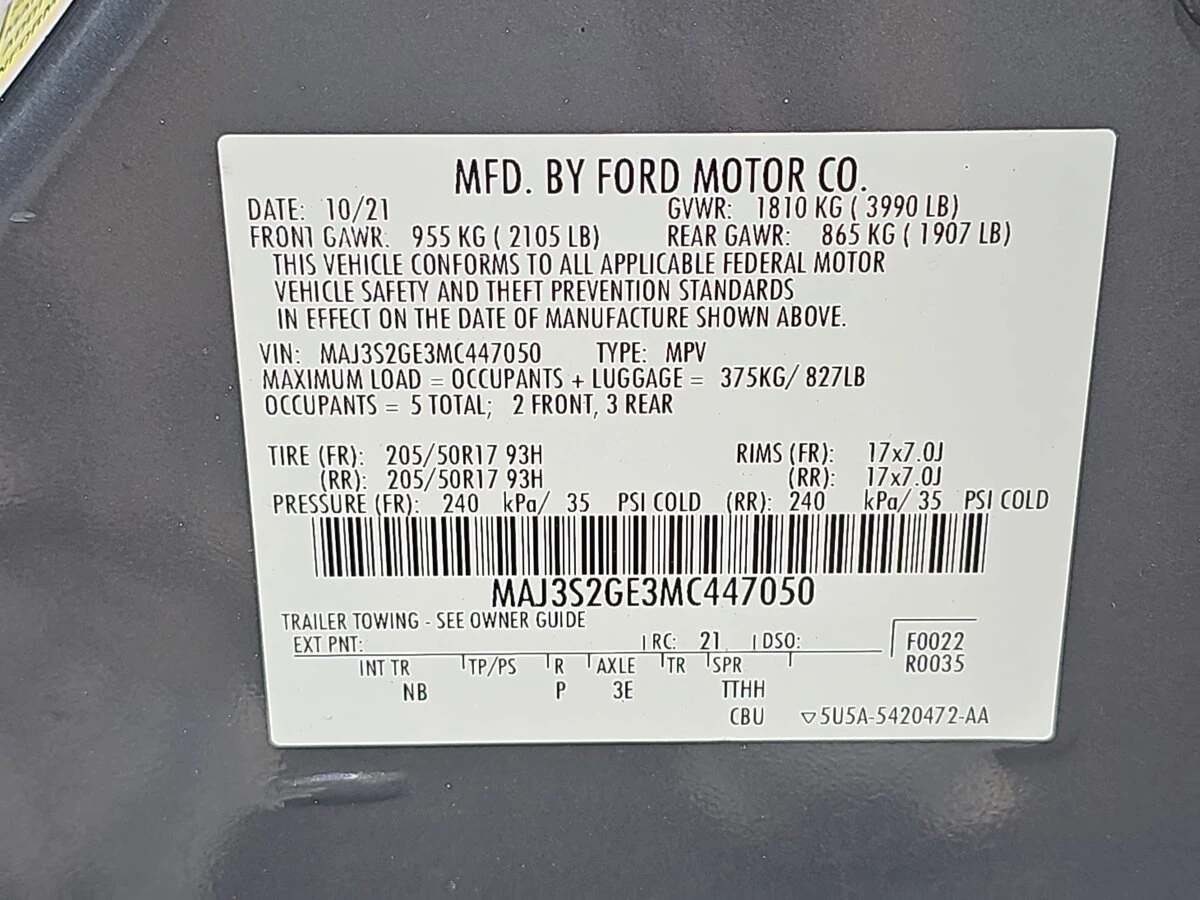 MFD. BY FORD MOTOR CO.
DATE: 10/21 GVWR: 1810 KG ( 3990 LB)
FRONT GAWR: 955 KG ( 2105 LB) REAR GAWR: 865 KG ( 1907 LB)
THIS VEHICLE CONFORMS TO ALL APPLICABLE FEDERAL MOTOR
VEHICLE SAFETY AND THEFT PREVENTION STANDARDS
IN EFFECT ON THE DATE OF MANUFACTURE SHOWN ABOVE.
VIN: MAJ3S2GE3MC447050 TYPE: MPV
MAXIMUM LOAD = OCCUPANTS + LUGGAGE = 375KG/ 827LB
OCCUPANTS = 5 TOTAL; 2 FRONT, 3 REAR
TIRE (FR): 205/50R17 93H RIMS (FR): 17x7.0J
(RR): 205/50R17 93H (RR): 17x7.0J
PRESSURE (FR): 240 kPa/ 35 PSI COLD (RR): 240 kPa/ 35 PSI COLD
MAJ3S2GE3MC447050
TRAILER TOWING - SEE OWNER GUIDE
EXT PNT: RC: 21 DSO: F0022
INT TR TP/PS R AXLE TR SPR R0035
NB P 3E TTHH
CBU ▽5U5A-5420472-AA